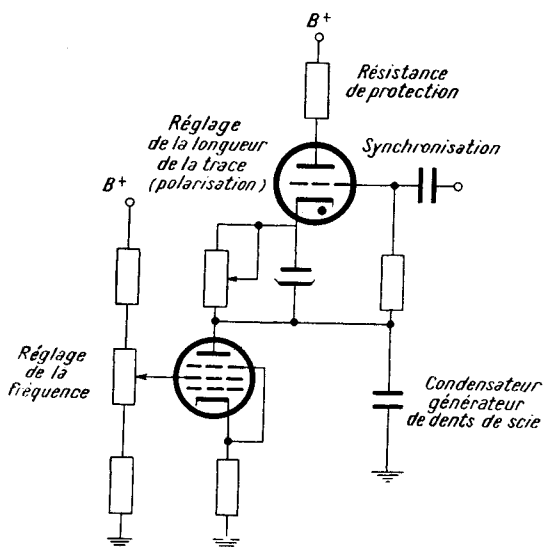 B+
Résistance
de protection
Réglage
de la longueur
de la trace
(polarisation)
Synchronisation
B+
Réglage
de la
fréquence
Condensateur
générateur
de dents de scie